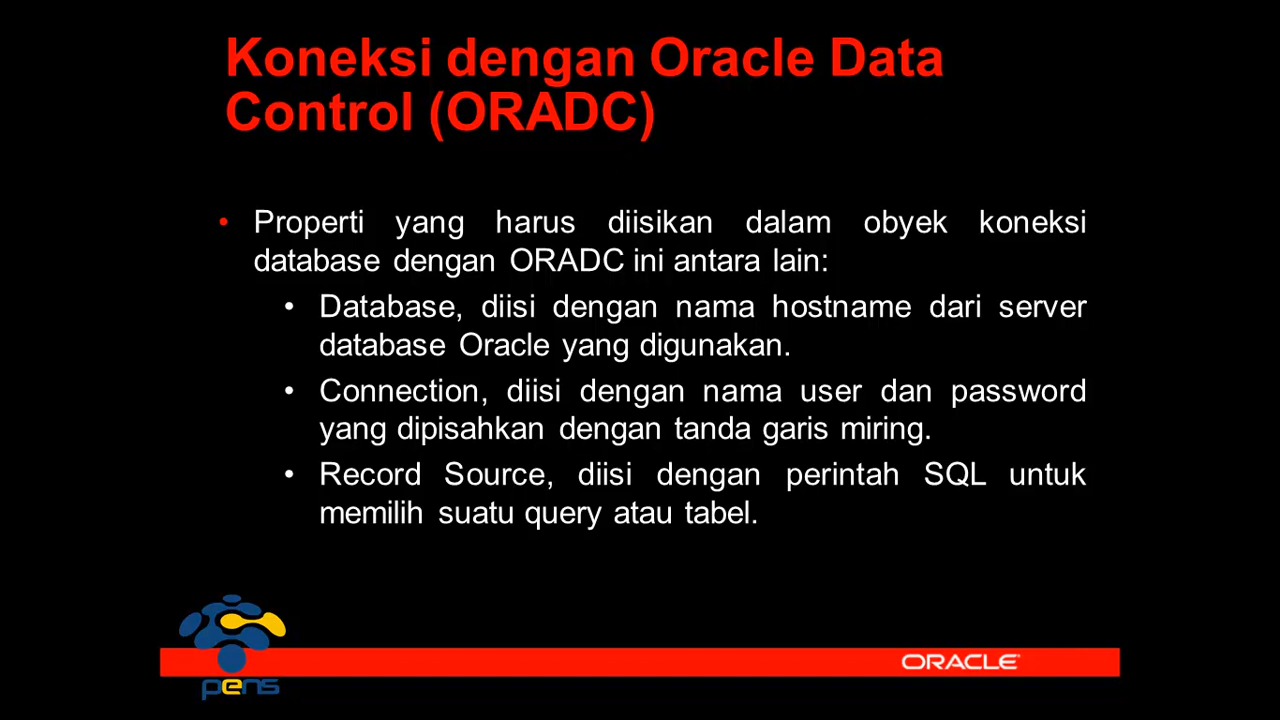 Koneksi dengan Oracle Data
Control (ORADC)
• Properti yang harus diisikan dalam obyek koneksi
database dengan ORADC ini antara lain:
• Database, diisi dengan nama hostname dari server
database Oracle yang digunakan.
• Connection, diisi dengan nama user dan password
yang dipisahkan dengan tanda garis miring.
• Record Source, diisi dengan perintah SQL untuk
memilih suatu query atau tabel.
ORACLE
pens